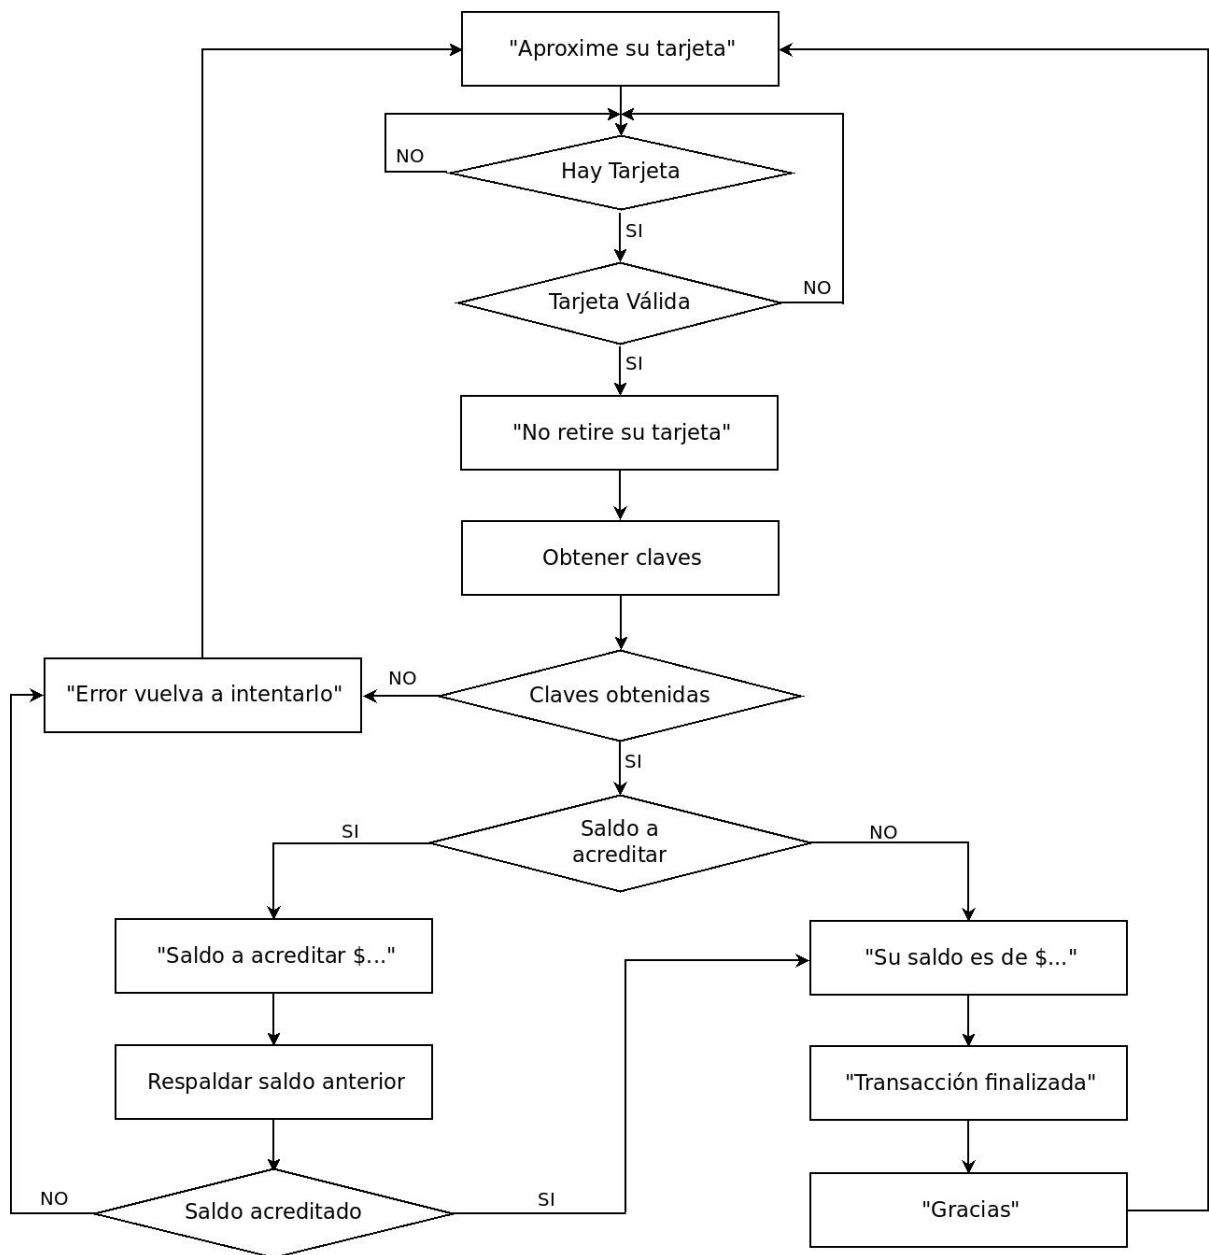 "Aproxime su tarjeta"
NO
Hay Tarjeta
SI
Tarjeta Válida
NO
SI
"No retire su tarjeta"
Obtener claves
"Error vuelva a intentarlo"
NO
Claves obtenidas
SI
SI
Saldo a
acreditar
NO
"Saldo a acreditar $..."
"Su saldo es de $..."
Respaldar saldo anterior
"Transacción finalizada"
NO
Saldo acreditado
SI
"Gracias"